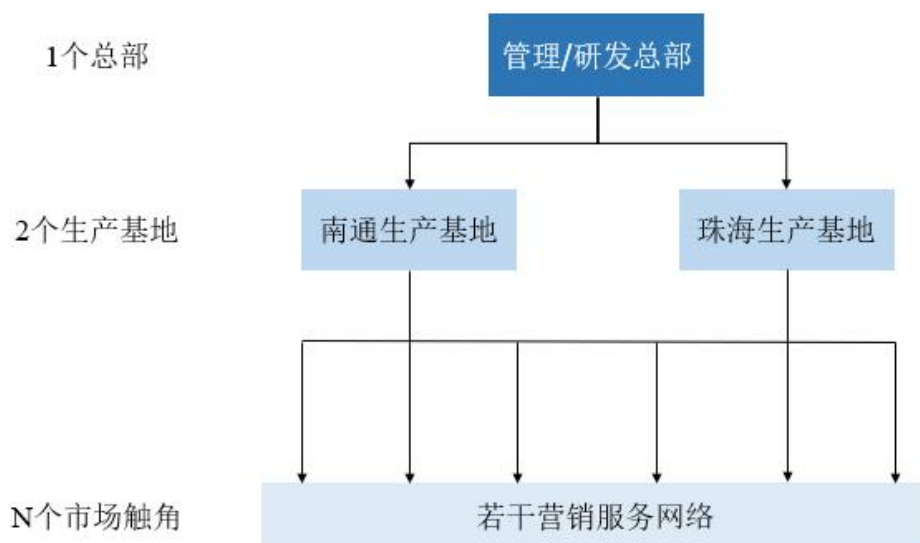 1个总部
管理/研发总部
2个生产基地
南通生产基地
珠海生产基地
N个市场触角
若干营销服务网络